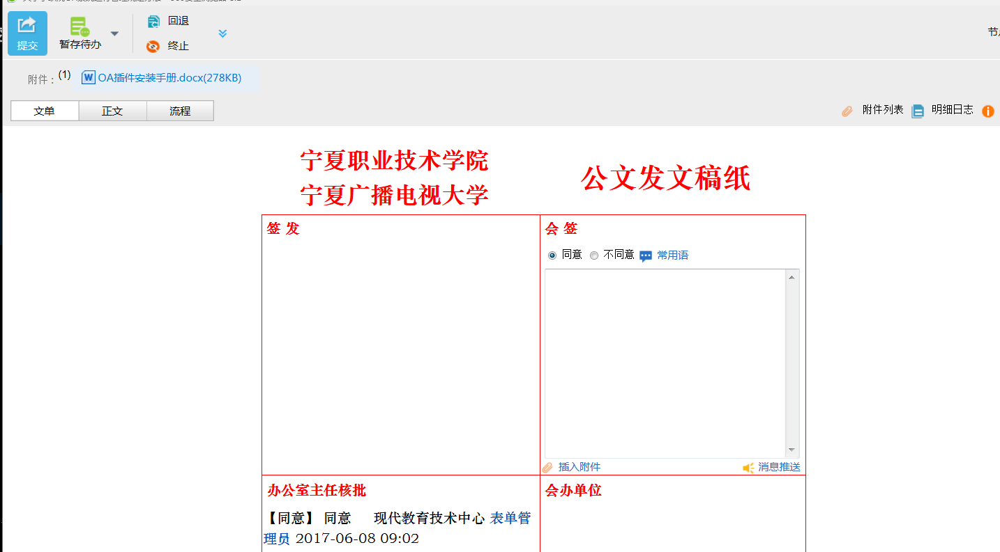 提交
暂存待办
回退
终止
附件：
(1)
OA插件安装手册.docx(278KB)
文单
正文
流程
附件列表
明细日志
宁夏职业技术学院
宁夏广播电视大学
公文发文稿纸
签 发
会 签
同意
不同意
常用语
插入附件
消息推送
办公室主任核批
会办单位
【同意】 同意 现代教育技术中心 表单管
理员 2017-06-08 09:02